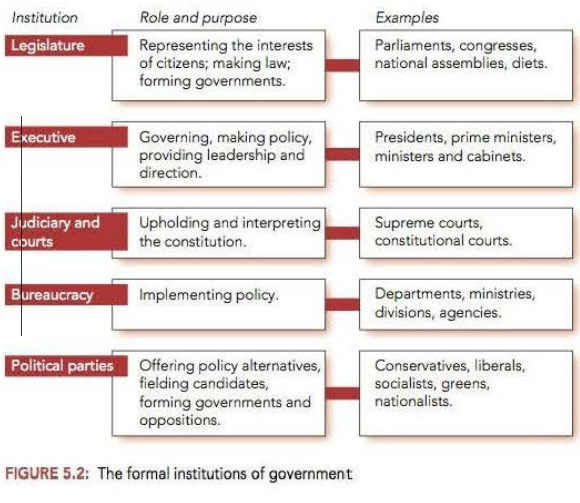 Institution Role and purpose Examples
Legislature
Representing the interests
of citizens; making law;
forming governments.
Parliaments, congresses,
national assemblies, diets.
Executive
Governing, making policy,
providing leadership and
direction.
Presidents, prime ministers,
ministers and cabinets.
Judiciary and
courts
Upholding and interpreting
the constitution.
Supreme courts,
constitutional courts.
Bureaucracy
Implementing policy.
Departments, ministries,
divisions, agencies.
Political parties
Offering policy alternatives,
fielding candidates,
forming governments and
oppositions.
Conservatives, liberals,
socialists, greens,
nationalists.
FIGURE 5.2: The formal institutions of government